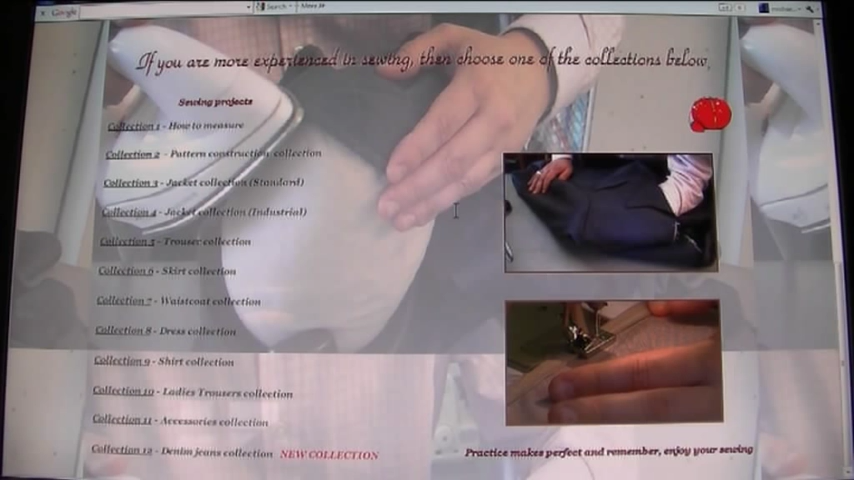 Google
Search
More »
If you are more experienced in sewing, then choose one of the collections below,
Sewing projects
Collection 1 - How to measure
Collection 2 - Pattern construction collection
Collection 3 - Jacket collection (Standard)
Collection 4 - Jacket collection (Industrial)
Collection 5 - Trouser collection
Collection 6 - Skirt collection
Collection 7 - Waistcoat collection
Collection 8 - Dress collection
Collection 9 - Shirt collection
Collection 10 - Ladies Trousers collection
Collection 11 - Accessories collection
Collection 12 - Denim jeans collection NEW COLLECTION
Practice makes perfect and remember, enjoy your sewing